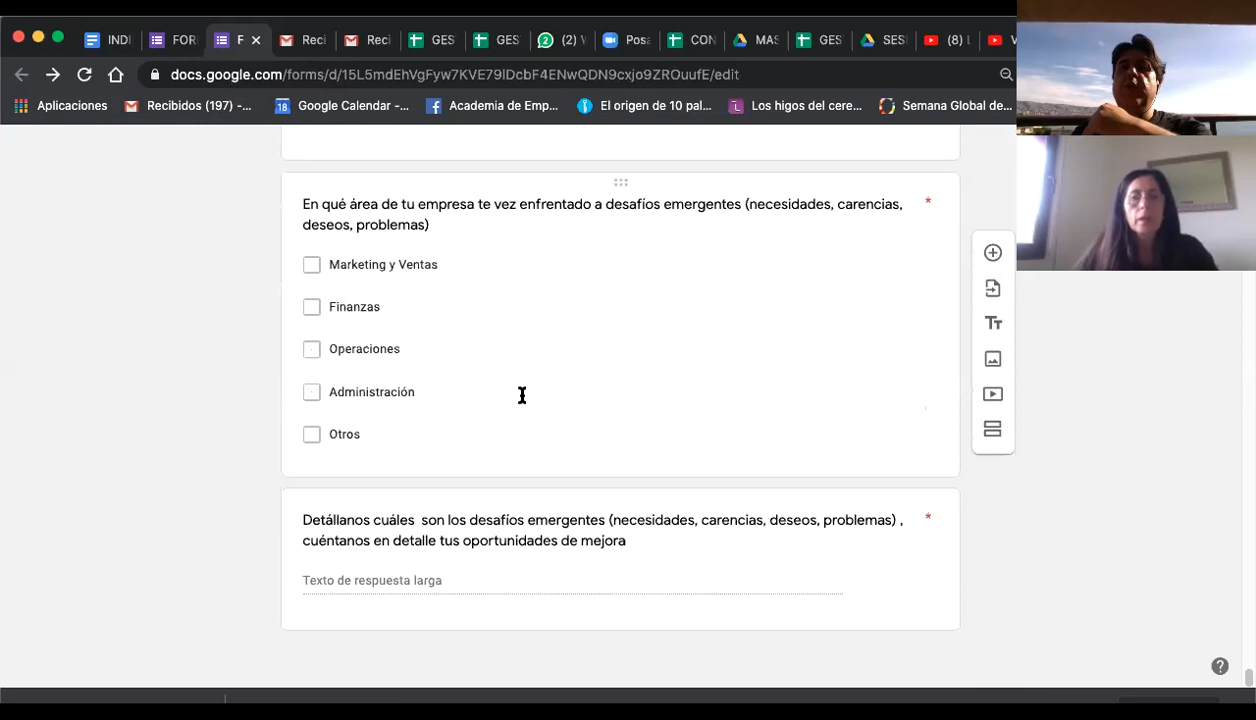 INDI
FOR
F
Reci
Reci
GES
GES
2 (2)
Posa
CON
MAS
GES
SES
(8) L
docs.google.com/forms/d/15L5mdEhVgFyw7KVE79lDcbF4ENwQDN9cxjo9ZROuufE/edit
Aplicaciones
Recibidos (197) -...
18 Google Calendar -...
Academia de Emp...
El origen de 10 pal...
Los higos del cere...
Semana Global de...
En qué área de tu empresa te vez enfrentado a desafíos emergentes (necesidades, carencias, *
deseos, problemas)
Marketing y Ventas
Finanzas
Operaciones
Administración
Otros
Detállanos cuáles son los desafíos emergentes (necesidades, carencias, deseos, problemas) , *
cuéntanos en detalle tus oportunidades de mejora
Texto de respuesta larga